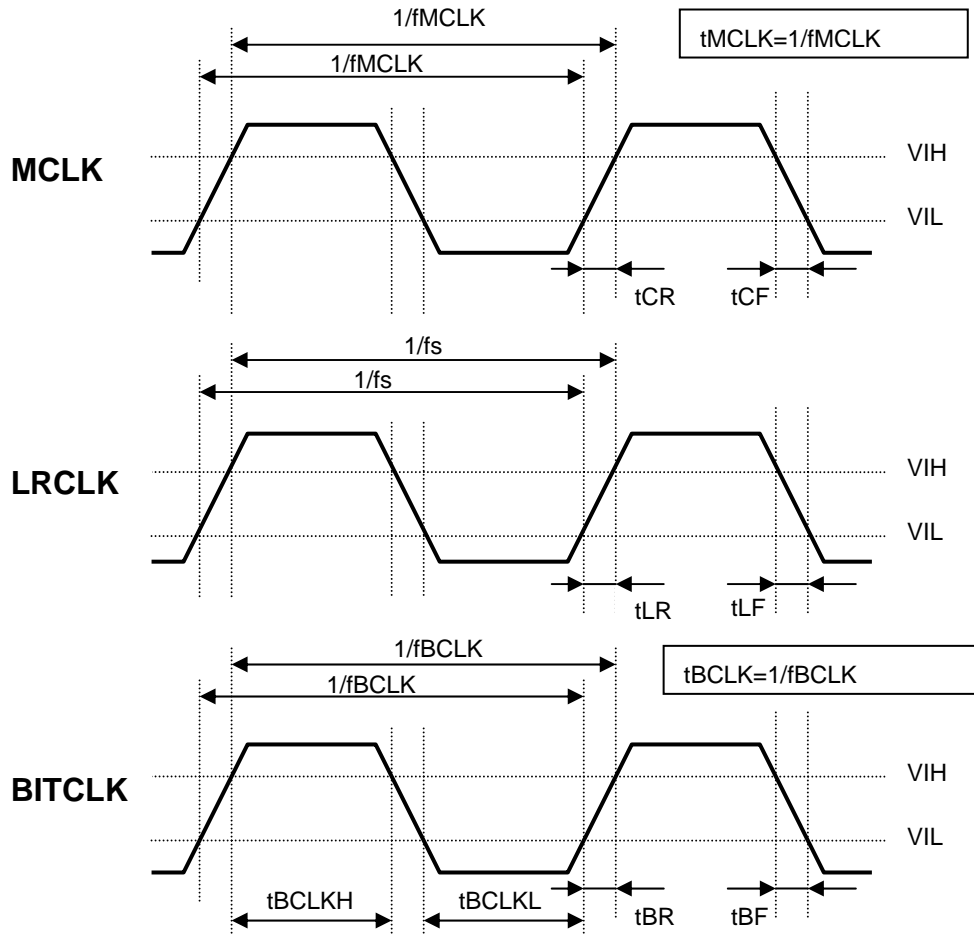 1/fMCLK
tMCLK=1/fMCLK
1/fMCLK
MCLK
VIH
VIL
tCR
tCF
1/fs
1/fs
LRCLK
VIH
VIL
tLR
tLF
1/fBCLK
tBCLK=1/fBCLK
1/fBCLK
BITCLK
VIH
VIL
tBCLKH
tBCLKL
tBR
tBF